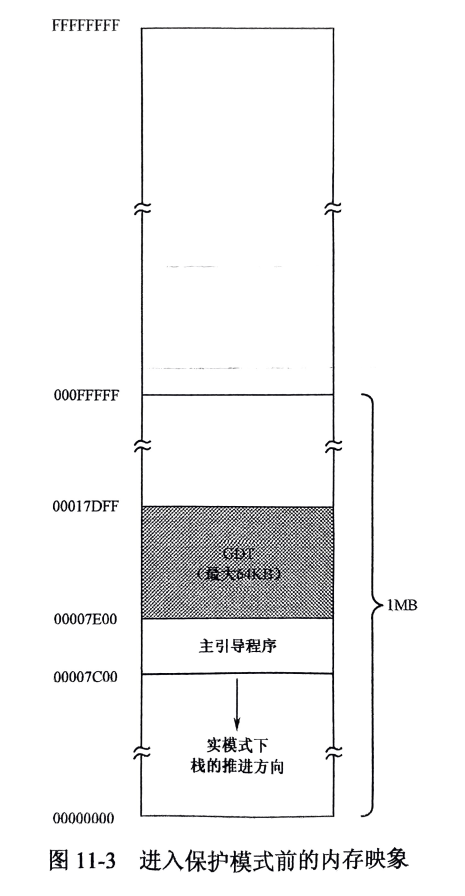 FFFFFFFF
000FFFFF
00017DFF
GDT
（最大64KB）
00007E00
1MB
主引导程序
00007C00
实模式下
栈的推进方向
00000000
图 11-3 进入保护模式前的内存映象